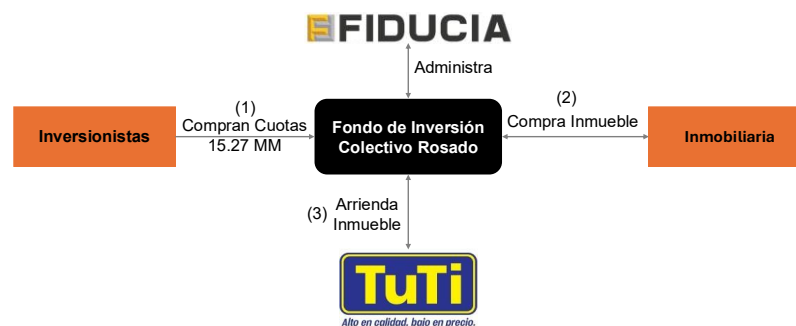 FIDUCIA
Administra
(1)
Compran Cuotas
15.27 MM
Inversionistas
Fondo de Inversión
Colectivo Rosado
(2)
Compra Inmueble
Inmobiliaria
(3)
Arrienda
Inmueble
TuTi
Alto en calidad, bajo en precio.